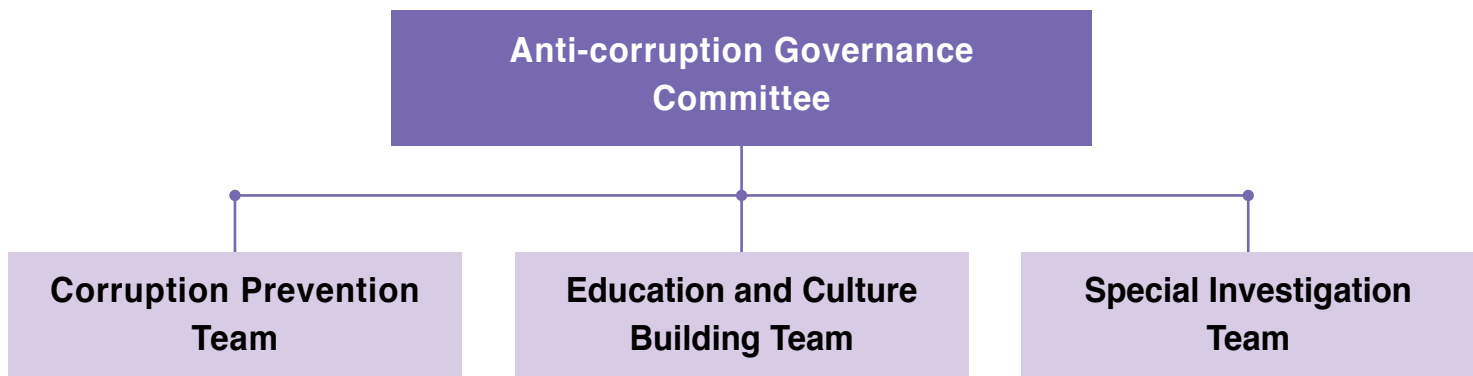 Anti-corruption Governance
Committee
Corruption Prevention
Team
Education and Culture
Building Team
Special Investigation
Team